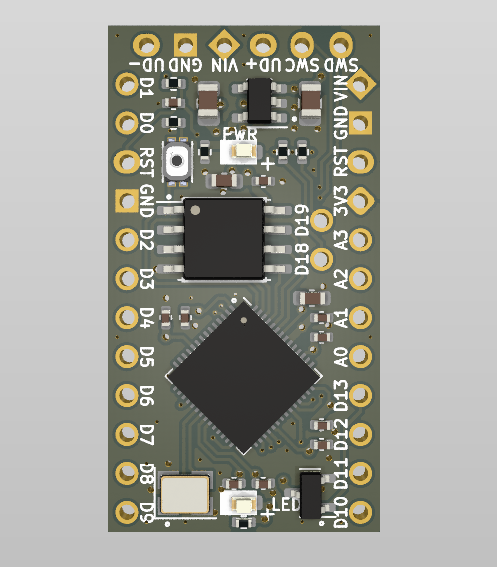 UD-
GND
VIN
UD+
SWC
SWD
D1
D0
RST
GND
D2
D3
D4
D5
D6
D7
D8
D9
PWR
+
D19
D18
VIN
GND
RST
3V3
A3
A2
A1
A0
D13
D12
D11
D10
LED
+